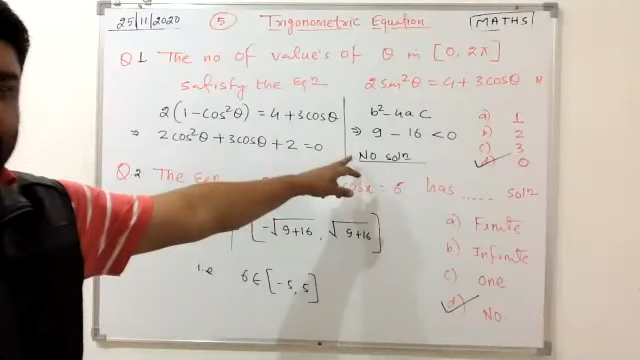 25/11/2020 5 Trigonometric Equation MATHS
Q1 The no of value's of θ in [0, 2π]
satisfy the Eqn 2sin²θ = 4+3cosθ
2(1-cos²θ) = 4+3cosθ
⇒ 2cos²θ+3cosθ+2=0
b²-4ac
⇒ 9-16 <0
No soln
a) 1
b) 2
c) 3
d) 0
Q.2 The Eqn cosx = 6 has ..... soln
[-√9+16, √9+16]
i.e 6∈[-5, 5]
a) Finite
b) Infinite
c) one
d) No